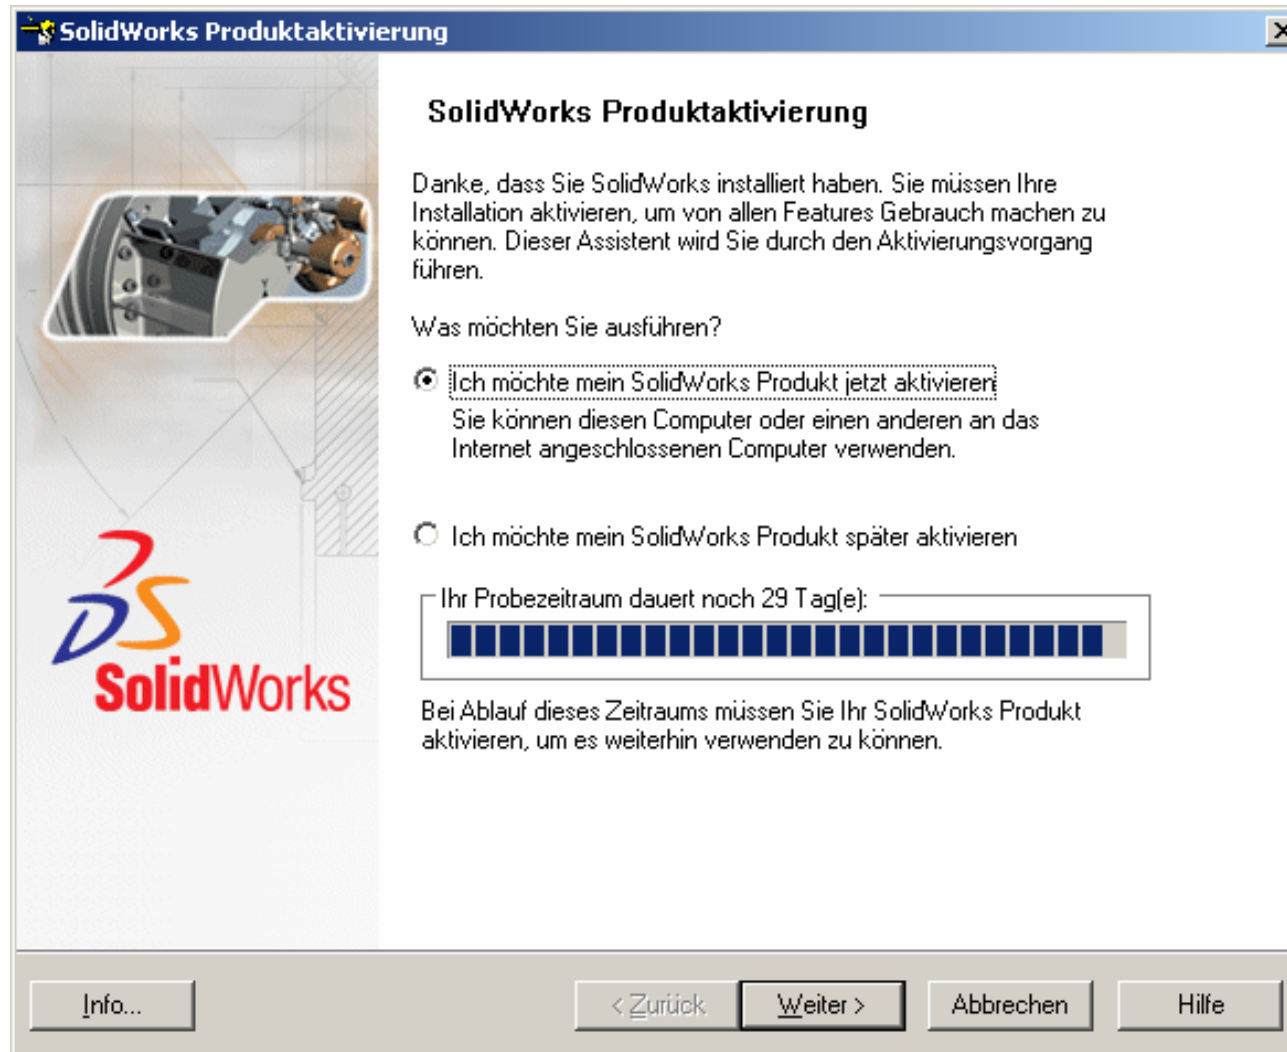 SolidWorks Produktaktivierung
SolidWorks Produktaktivierung
Danke, dass Sie SolidWorks installiert haben. Sie müssen Ihre
Installation aktivieren, um von allen Features Gebrauch machen zu
können. Dieser Assistent wird Sie durch den Aktivierungsvorgang
führen.
Was möchten Sie ausführen?
Ich möchte mein SolidWorks Produkt jetzt aktivieren
Sie können diesen Computer oder einen anderen an das
Internet angeschlossenen Computer verwenden.
Ich möchte mein SolidWorks Produkt später aktivieren
Ihr Probezeitraum dauert noch 29 Tag(e):
Bei Ablauf dieses Zeitraums müssen Sie Ihr SolidWorks Produkt
aktivieren, um es weiterhin verwenden zu können.
DS
SolidWorks
Info...
< Zurück
Weiter >
Abbrechen
Hilfe